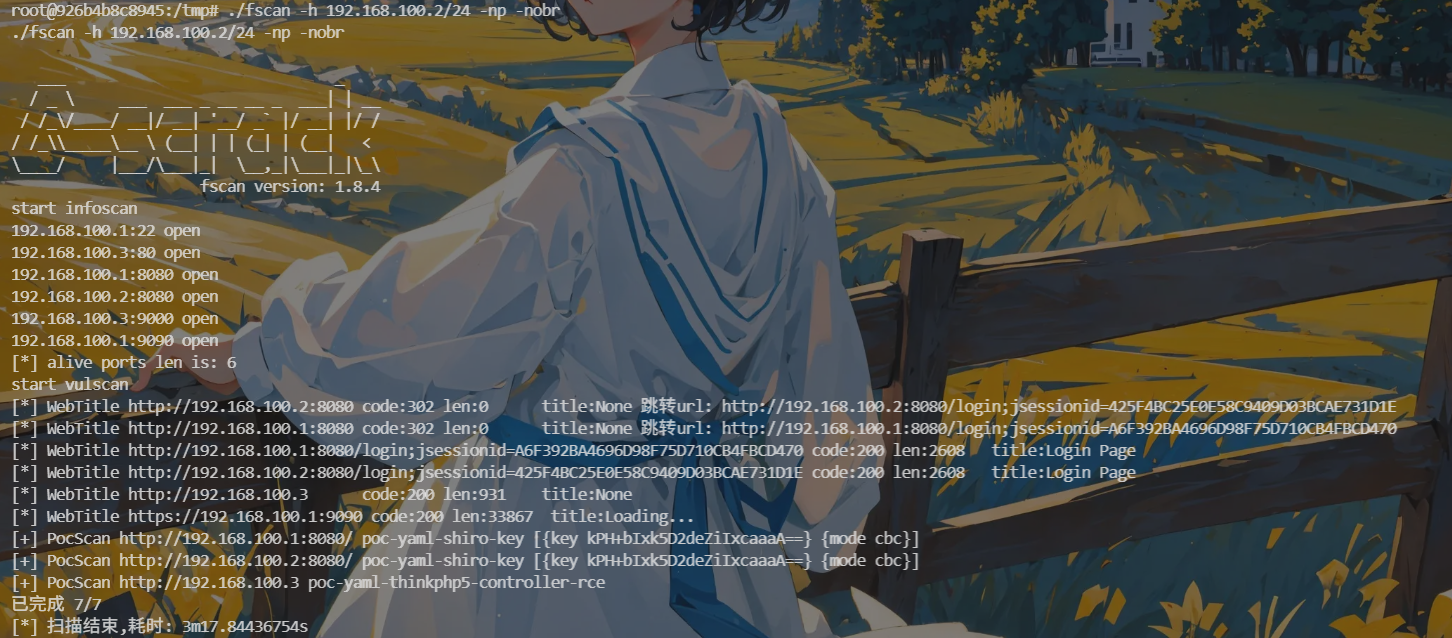 root@926b4b8c8945:/tmp# ./fscan -h 192.168.100.2/24 -np -nobr
./fscan -h 192.168.100.2/24 -np -nobr
fscan version: 1.8.4
start infoscan
192.168.100.1:22 open
192.168.100.3:80 open
192.168.100.1:8080 open
192.168.100.2:8080 open
192.168.100.3:9000 open
192.168.100.1:9090 open
[*] alive ports len is: 6
start vulscan
[*] WebTitle http://192.168.100.2:8080 code:302 len:0 title:None 跳转url: http://192.168.100.2:8080/login;jsessionid=425F4BC25E0E58C9409D03BCAE731D1E
[*] WebTitle http://192.168.100.1:8080 code:302 len:0 title:None 跳转url: http://192.168.100.1:8080/login;jsessionid=A6F392BA4696D98F75D710CB4FBCD470
[*] WebTitle http://192.168.100.1:8080/login;jsessionid=A6F392BA4696D98F75D710CB4FBCD470 code:200 len:2608 title:Login Page
[*] WebTitle http://192.168.100.2:8080/login;jsessionid=425F4BC25E0E58C9409D03BCAE731D1E code:200 len:2608 title:Login Page
[*] WebTitle http://192.168.100.3 code:200 len:931 title:None
[*] WebTitle https://192.168.100.1:9090 code:200 len:33867 title:Loading...
[+] PocScan http://192.168.100.1:8080/ poc-yaml-shiro-key [{key kPH+bIxk5D2deZiIxcaaaA==} {mode cbc}]
[+] PocScan http://192.168.100.2:8080/ poc-yaml-shiro-key [{key kPH+bIxk5D2deZiIxcaaaA==} {mode cbc}]
[+] PocScan http://192.168.100.3 poc-yaml-thinkphp5-controller-rce
已完成 7/7
[*] 扫描结束,耗时: 3m17.84436754s